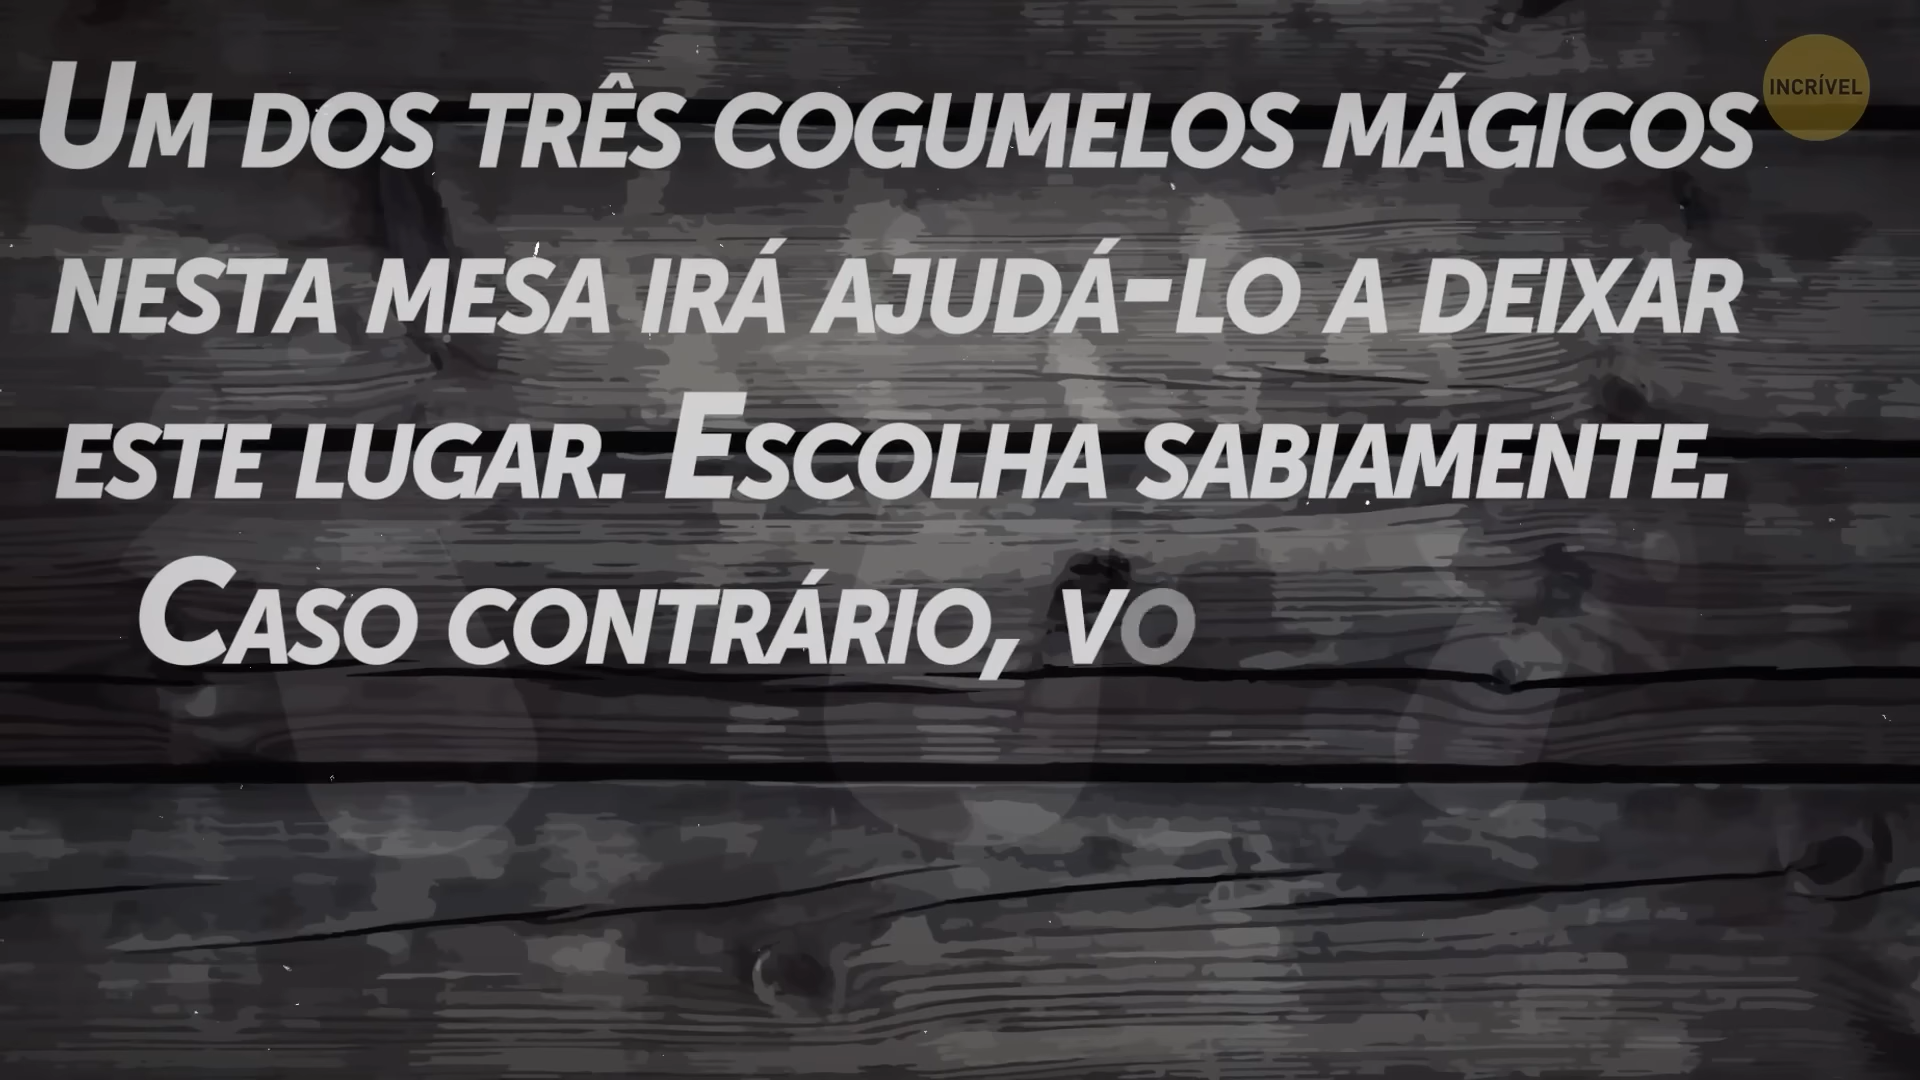 Um dos três cogumelos mágicos
nesta mesa irá ajudá-lo a deixar
este lugar. Escolha sabiamente.
Caso contrário, vo
INCRÍVEL